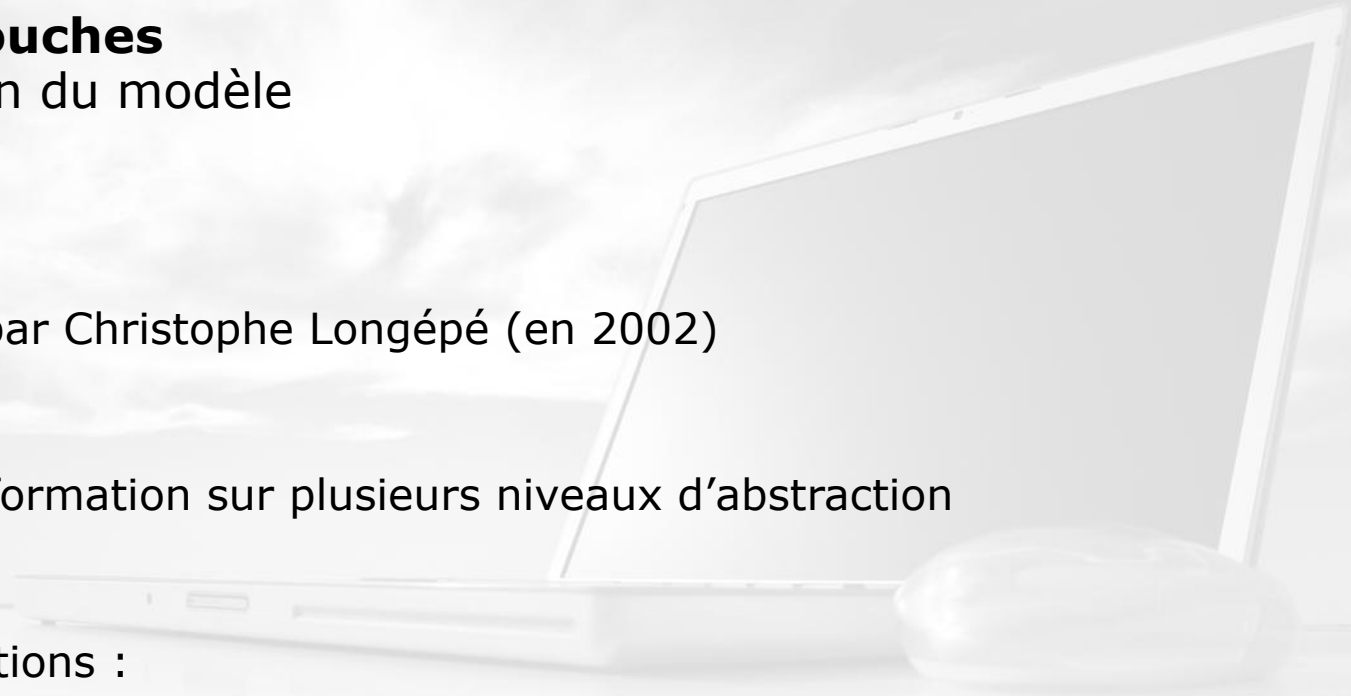 ouches
n du modèle
par Christophe Longépé (en 2002)
formation sur plusieurs niveaux d’abstraction
tions :